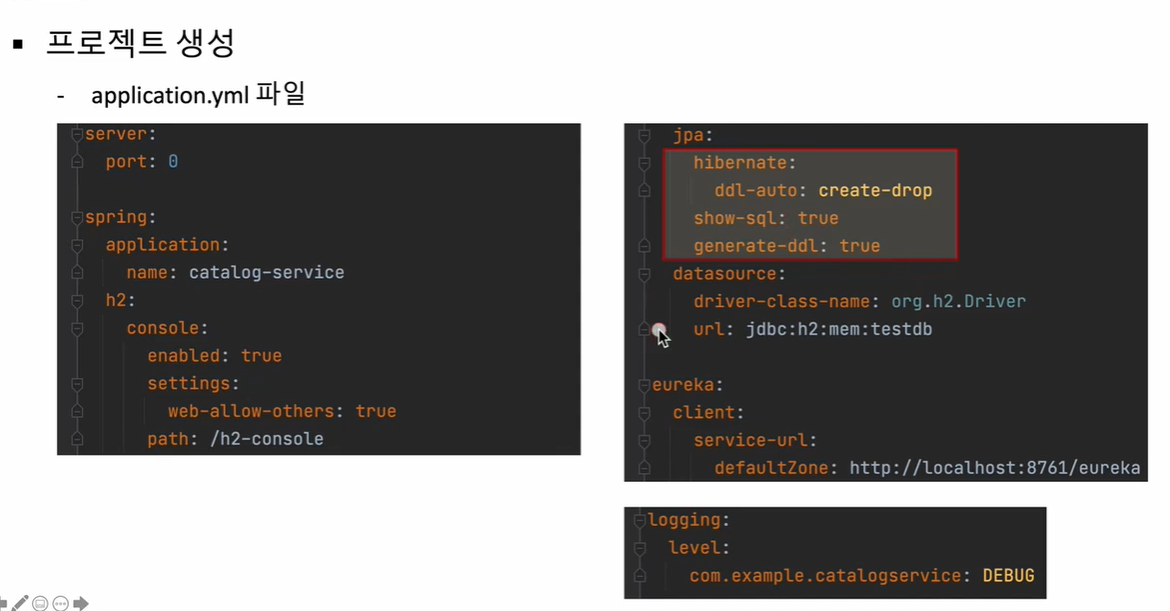 ▪ 프로젝트 생성
- application.yml 파일
server:
  port: 0

spring:
  application:
    name: catalog-service
  h2:
    console:
      enabled: true
      settings:
        web-allow-others: true
      path: /h2-console
  jpa:
    hibernate:
      ddl-auto: create-drop
    show-sql: true
    generate-ddl: true
  datasource:
    driver-class-name: org.h2.Driver
    url: jdbc:h2:mem:testdb

eureka:
  client:
    service-url:
      defaultZone: http://localhost:8761/eureka
logging:
  level:
    com.example.catalogservice: DEBUG